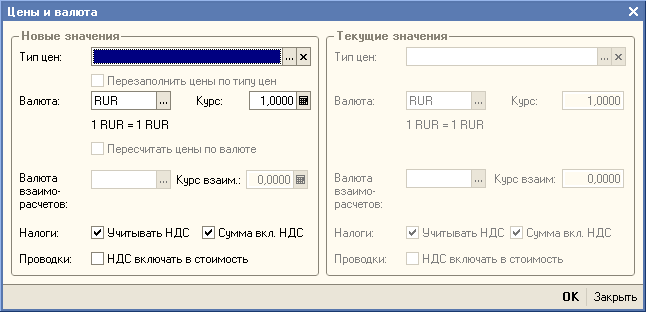 Цены и валюта
Новые значения
Тип цен:
...
Перезаполнить цены по типу цен
Валюта: RUR ... Курс: 1,0000
1 RUR = 1 RUR
Пересчитать цены по валюте
Валюта взаимо- расчетов: ... Курс взаим.: 0,0000
Налоги: Учитывать НДС Сумма вкл. НДС
Проводки: НДС включать в стоимость
Текущие значения
Тип цен: ...
Валюта: RUR ... Курс: 1,0000
1 RUR = 1 RUR
Валюта взаимо- расчетов: ... Курс взаим: 0,0000
Налоги: Учитывать НДС Сумма вкл. НДС
Проводки: НДС включать в стоимость
OK Закрыть